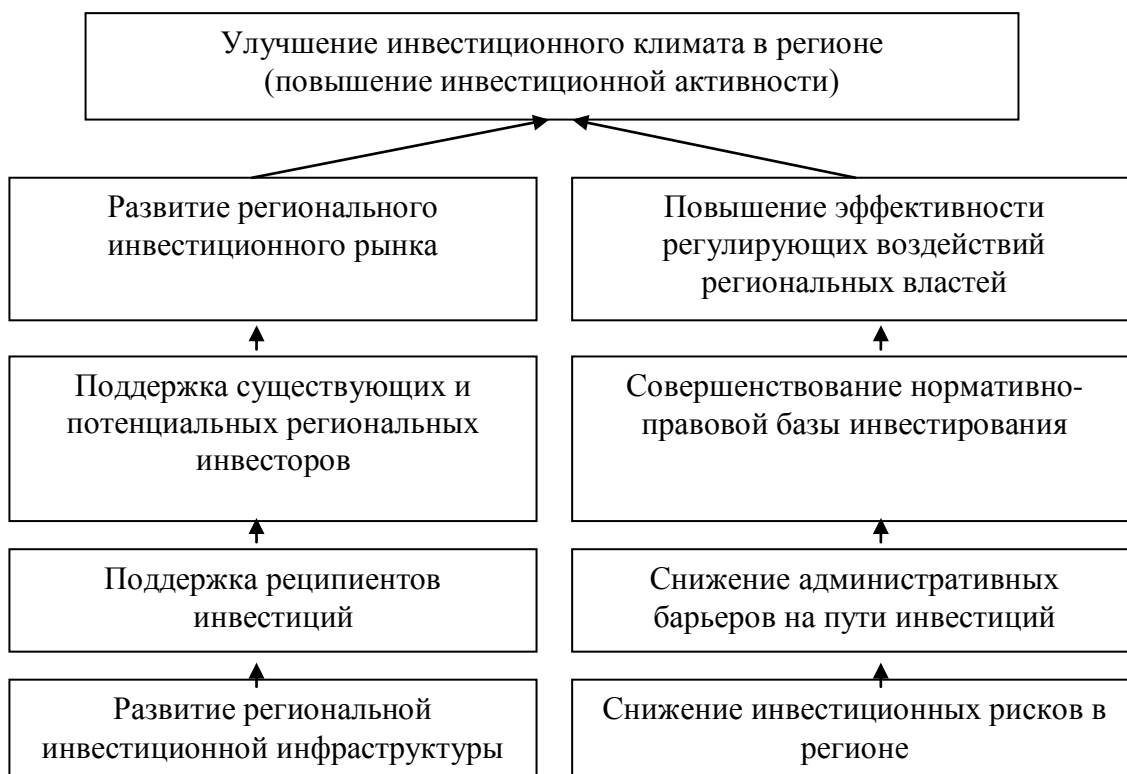 Улучшение инвестиционного климата в регионе
(повышение инвестиционной активности)
Развитие регионального
инвестиционного рынка
Повышение эффективности
регулирующих воздействий
региональных властей
Поддержка существующих и
потенциальных региональных
инвесторов
Совершенствование нормативно-
правовой базы инвестирования
Поддержка реципиентов
инвестиций
Снижение административных
барьеров на пути инвестиций
Развитие региональной
инвестиционной инфраструктуры
Снижение инвестиционных рисков в
регионе